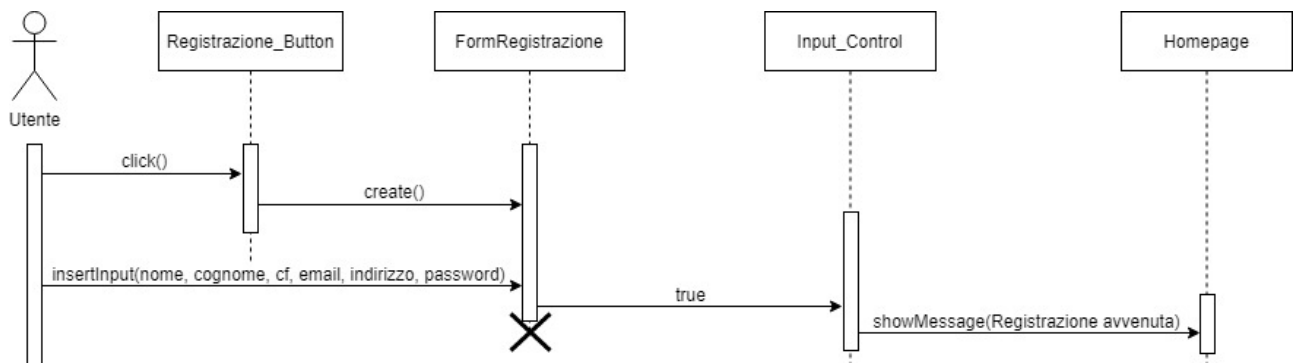 Registrazione_Button
FormRegistrazione
Input_Control
Homepage
Utente
click()
create()
insertInput(nome, cognome, cf, email, indirizzo, password)
true
showMessage(Registrazione avvenuta)